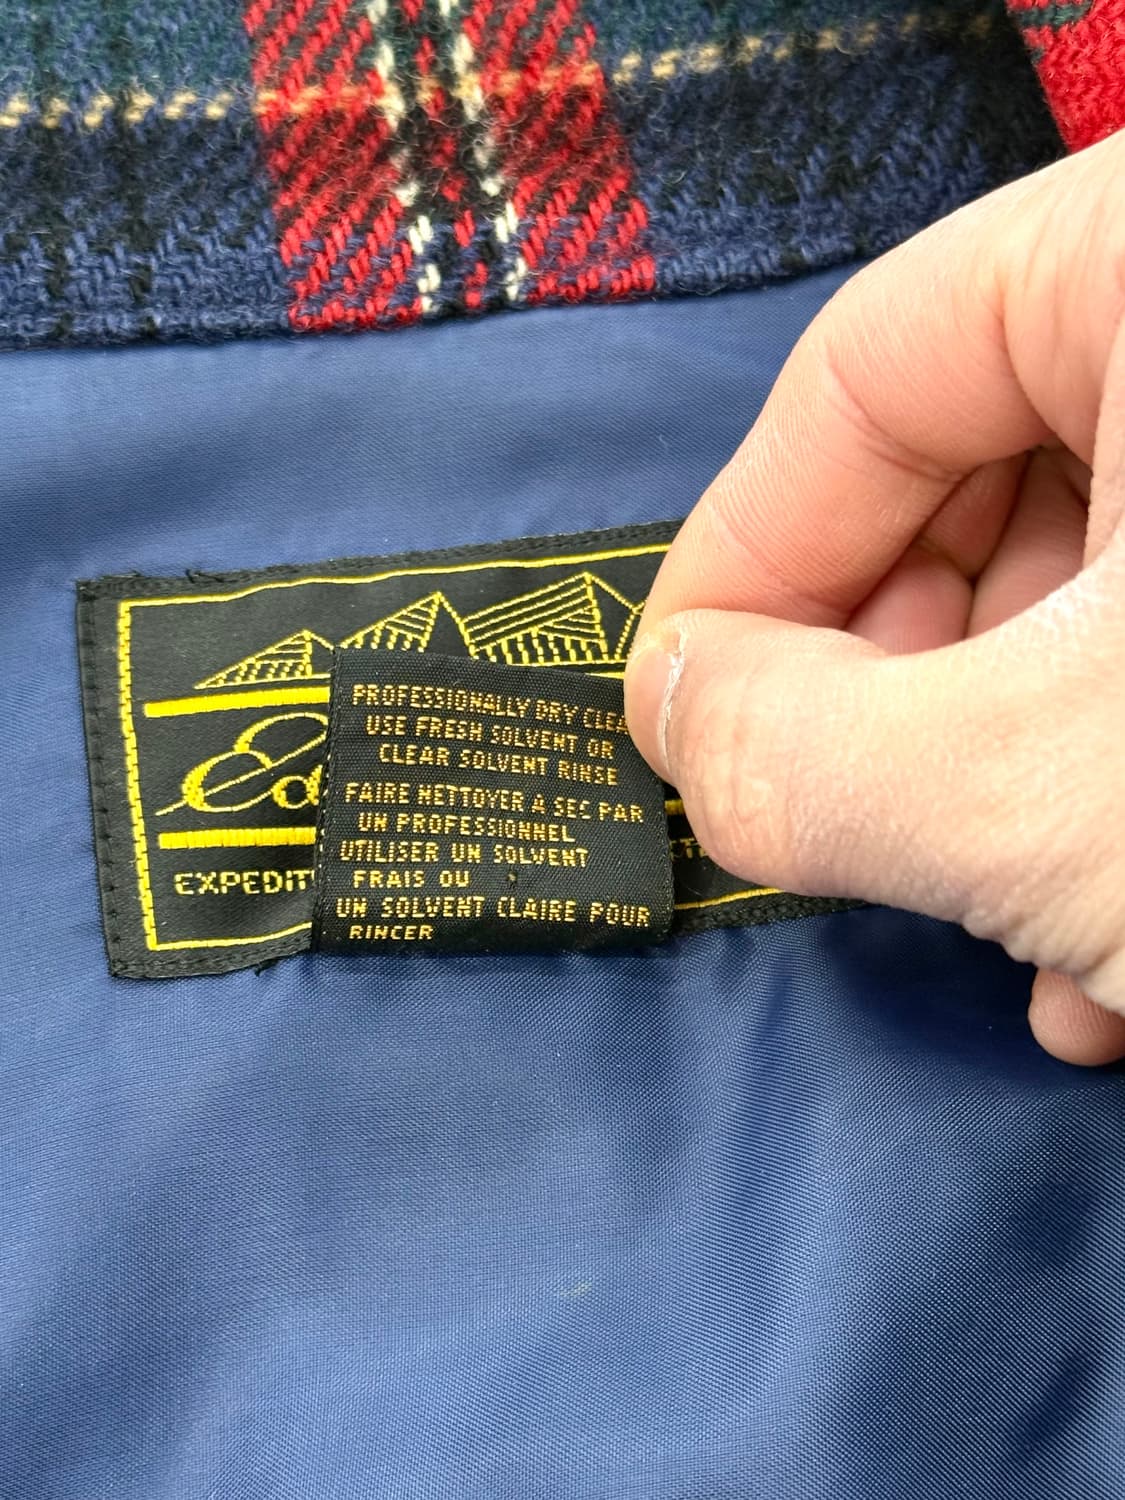 PROFESSIONALLY DRY CLEA
USE FRESH SOLVENT OR
CLEAR SOLVENT RINSE
FAIRE NETTOYER A SEC PAR
UN PROFESSIONNEL
UTILISER UN SOLVENT
FRAIS OU
UN SOLVENT CLAIRE POUR
RINCER
EXPEDIT